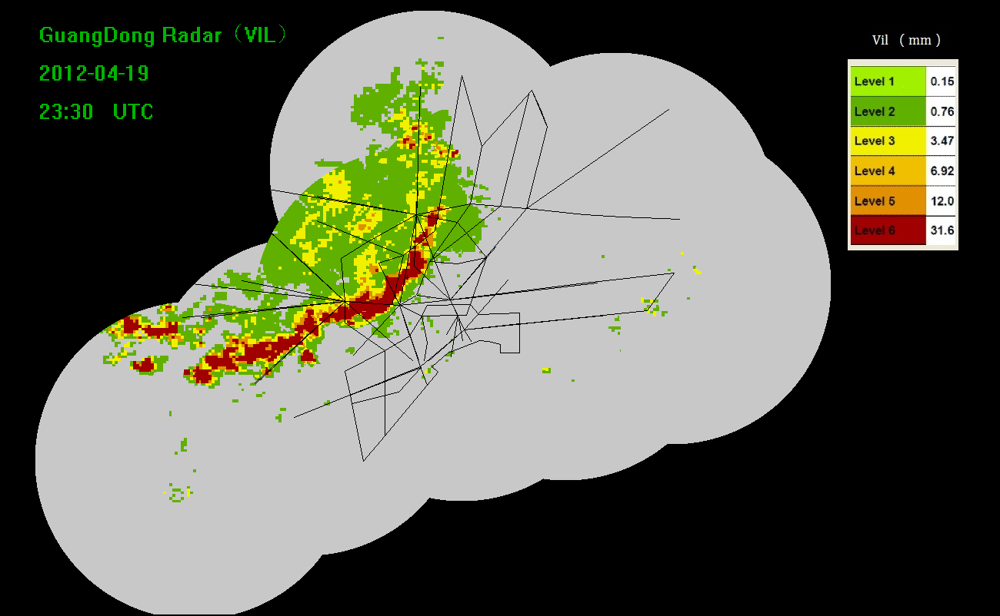 GuangDong Radar（VIL）
2012-04-19
23:30 UTC
Vil （ mm ）
Level 1 0.15
Level 2 0.76
Level 3 3.47
Level 4 6.92
Level 5 12.0
Level 6 31.6